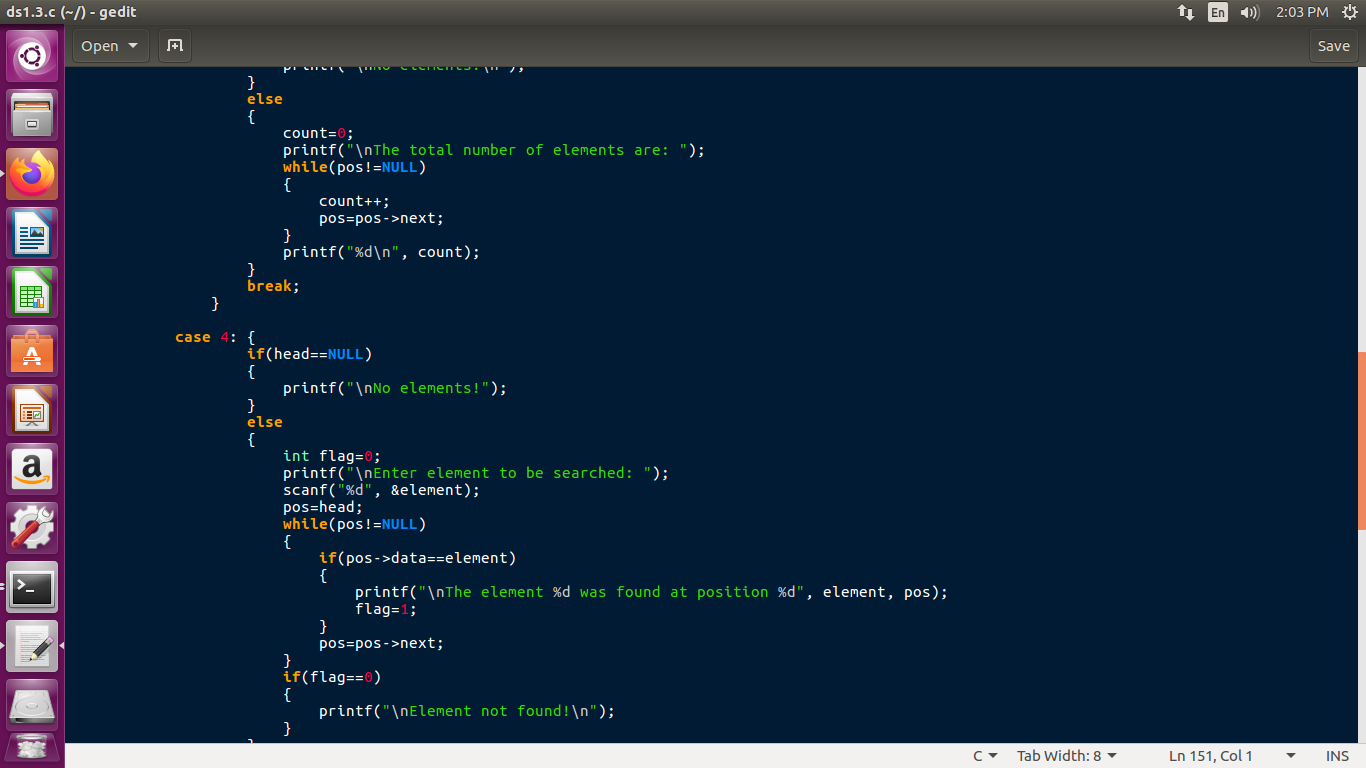 ds1.3.c (~/) - gedit
En
2:03 PM
Open
Save
printf("\nNo elements!\n");
}
else
{
count=0;
printf("\nThe total number of elements are: ");
while(pos!=NULL)
{
count++;
pos=pos->next;
}
printf("%d\n", count);
}
break;
}
case 4: {
if(head==NULL)
{
printf("\nNo elements!");
}
else
{
int flag=0;
printf("\nEnter element to be searched: ");
scanf("%d", &element);
pos=head;
while(pos!=NULL)
{
if(pos->data==element)
{
printf("\nThe element %d was found at position %d", element, pos);
flag=1;
}
pos=pos->next;
}
if(flag==0)
{
printf("\nElement not found!\n");
}
}
C
Tab Width: 8
Ln 151, Col 1
INS